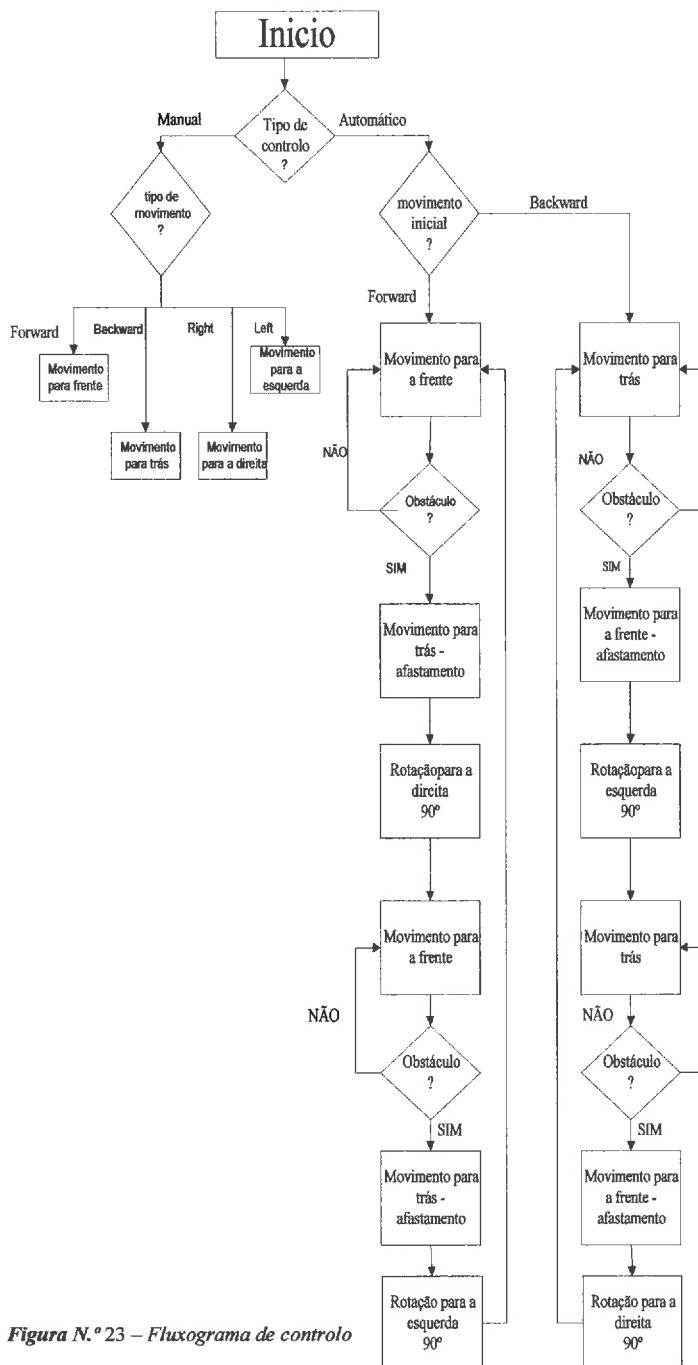 Inicio
Manual
Tipo de
controlo
?
Automático
tipo de
movimento
?
movimento
inicial
?
Backward
Forward
Forward
Backward
Right
Left
Movimento
para frente
Movimento
para trás
Movimento
para a direita
Movimento
para a
esquerda
Movimento para
a frente
NÃO
Obstáculo
?
SIM
Movimento para
trás -
afastamento
Rotaçãopara a
direita
90º
Movimento para
a frente
NÃO
Obstáculo
?
SIM
Movimento para
trás -
afastamento
Rotação para a
esquerda
90º
Movimento para
trás
NÃO
Obstáculo
?
SIM
Movimento para
a frente -
afastamento
Rotaçãopara a
esquerda
90º
Movimento para
trás
NÃO
Obstáculo
?
SIM
Movimento para
a frente -
afastamento
Rotação para a
direita
90º
Figura N.º 23 – Fluxograma de controlo